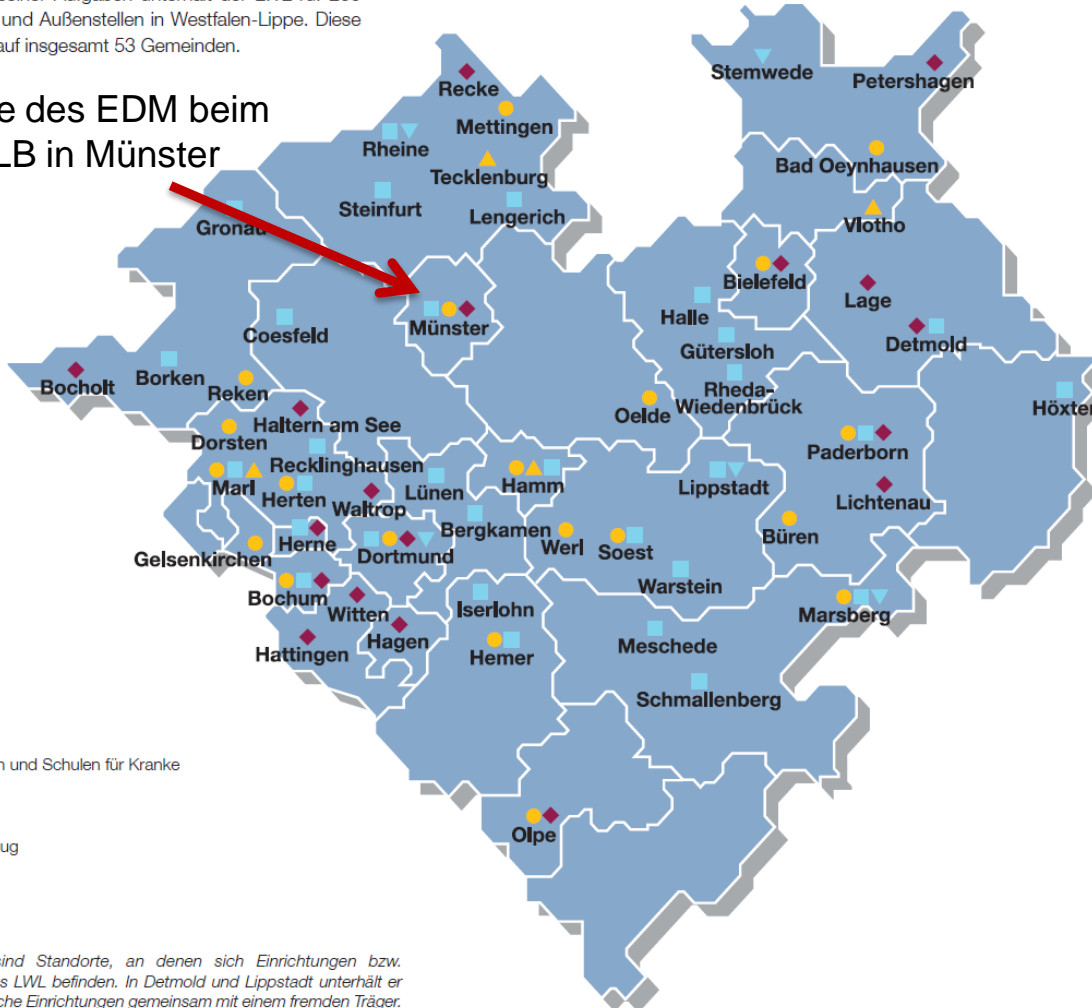 und Außenstellen in Westfalen-Lippe. Diese
auf insgesamt 53 Gemeinden.
des EDM beim
in Münster
Stemwede
Petershagen
Recke
Mettingen
Rheine
Bad Oeynhausen
Tecklenburg
Steinfurt
Lengerich
Vlotho
Gronau
Bielefeld
Lage
Halle
Münster
Coesfeld
Detmold
Gütersloh
Borken
Bocholt
Reken
Rheda-
Wiedenbrück
Oelde
Höxter
Haltern am See
Dorsten
Paderborn
Recklinghausen
Marl
Herten
Lünen
Hamm
Lippstadt
Waltrop
Lichtenau
Bergkamen
Herne
Dortmund
Werl
Soest
Büren
Gelsenkirchen
Warstein
Bochum
Witten
Iserlohn
Marsberg
Hagen
Hattingen
Hemer
Meschede
Schmallenberg
und Schulen für Kranke
Olpe
sind Standorte, an denen sich Einrichtungen bzw.
LWL befinden. In Detmold und Lippstadt unterhält er
Einrichtungen gemeinsam mit einem fremden Träger.